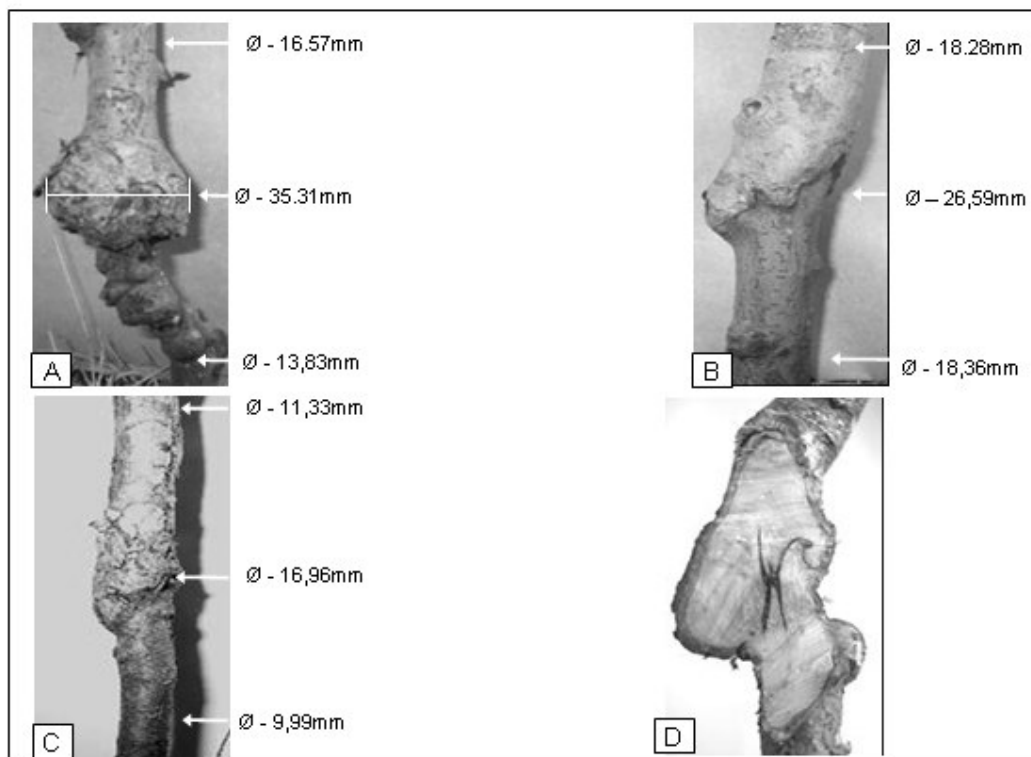 Ø - 16.57mm
Ø - 35.31mm
Ø - 13,83mm
A
Ø - 18.28mm
Ø – 26,59mm
Ø - 18,36mm
B
Ø - 11,33mm
Ø - 16,96mm
Ø - 9,99mm
C
D